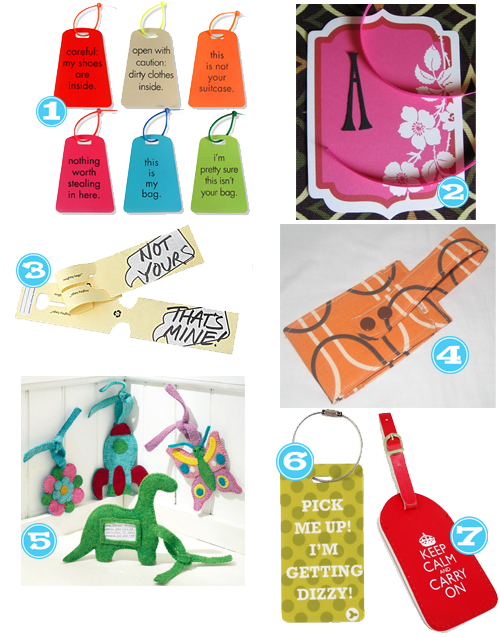 careful:
my shoes
are
inside.
open with
caution:
dirty clothes
inside.
this
is not
your
suitcase.
1
nothing
worth
stealing
in here.
this
is
my
bag.
i'm
pretty sure
this isn't
your bag.
A
2
3
NOT
YOURS
THAT'S
MINE!
4
5
6
PICK
ME UP!
I'M
GETTING
DIZZY!
7
KEEP
CALM
AND
CARRY
ON